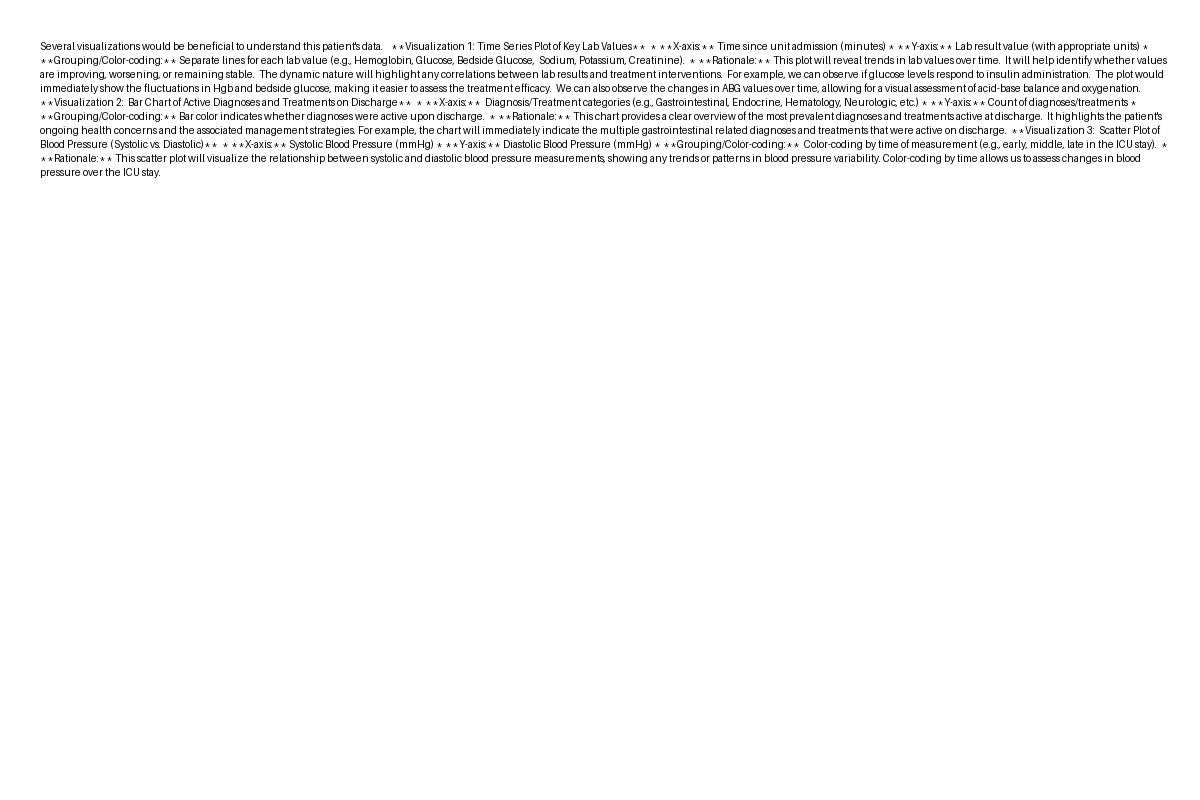 Several visualizations would be beneficial to understand this patient's data.   **Visualization 1: Time Series Plot of Key Lab Values**  * **X-axis:** Time since unit admission (minutes) * **Y-axis:** Lab result value (with appropriate units) *
**Grouping/Color-coding:** Separate lines for each lab value (e.g., Hemoglobin, Glucose, Bedside Glucose,  Sodium, Potassium, Creatinine).  * **Rationale:** This plot will reveal trends in lab values over time.  It will help identify whether values
are improving, worsening, or remaining stable.  The dynamic nature will highlight any correlations between lab results and treatment interventions.  For example, we can observe if glucose levels respond to insulin administration.  The plot would
immediately show the fluctuations in Hgb and bedside glucose, making it easier to assess the treatment efficacy.  We can also observe the changes in ABG values over time, allowing for a visual assessment of acid-base balance and oxygenation.
**Visualization 2:  Bar Chart of Active Diagnoses and Treatments on Discharge**  * **X-axis:**  Diagnosis/Treatment categories (e.g., Gastrointestinal, Endocrine, Hematology, Neurologic, etc.) * **Y-axis:** Count of diagnoses/treatments *
**Grouping/Color-coding:** Bar color indicates whether diagnoses were active upon discharge.  * **Rationale:** This chart provides a clear overview of the most prevalent diagnoses and treatments active at discharge.  It highlights the patient's
ongoing health concerns and the associated management strategies. For example, the chart will immediately indicate the multiple gastrointestinal related diagnoses and treatments that were active on discharge.  **Visualization 3:  Scatter Plot of
Blood Pressure (Systolic vs. Diastolic)**  * **X-axis:** Systolic Blood Pressure (mmHg) * **Y-axis:** Diastolic Blood Pressure (mmHg) * **Grouping/Color-coding:**  Color-coding by time of measurement (e.g., early, middle, late in the ICU stay).  *
**Rationale:** This scatter plot will visualize the relationship between systolic and diastolic blood pressure measurements, showing any trends or patterns in blood pressure variability. Color-coding by time allows us to assess changes in blood
pressure over the ICU stay.